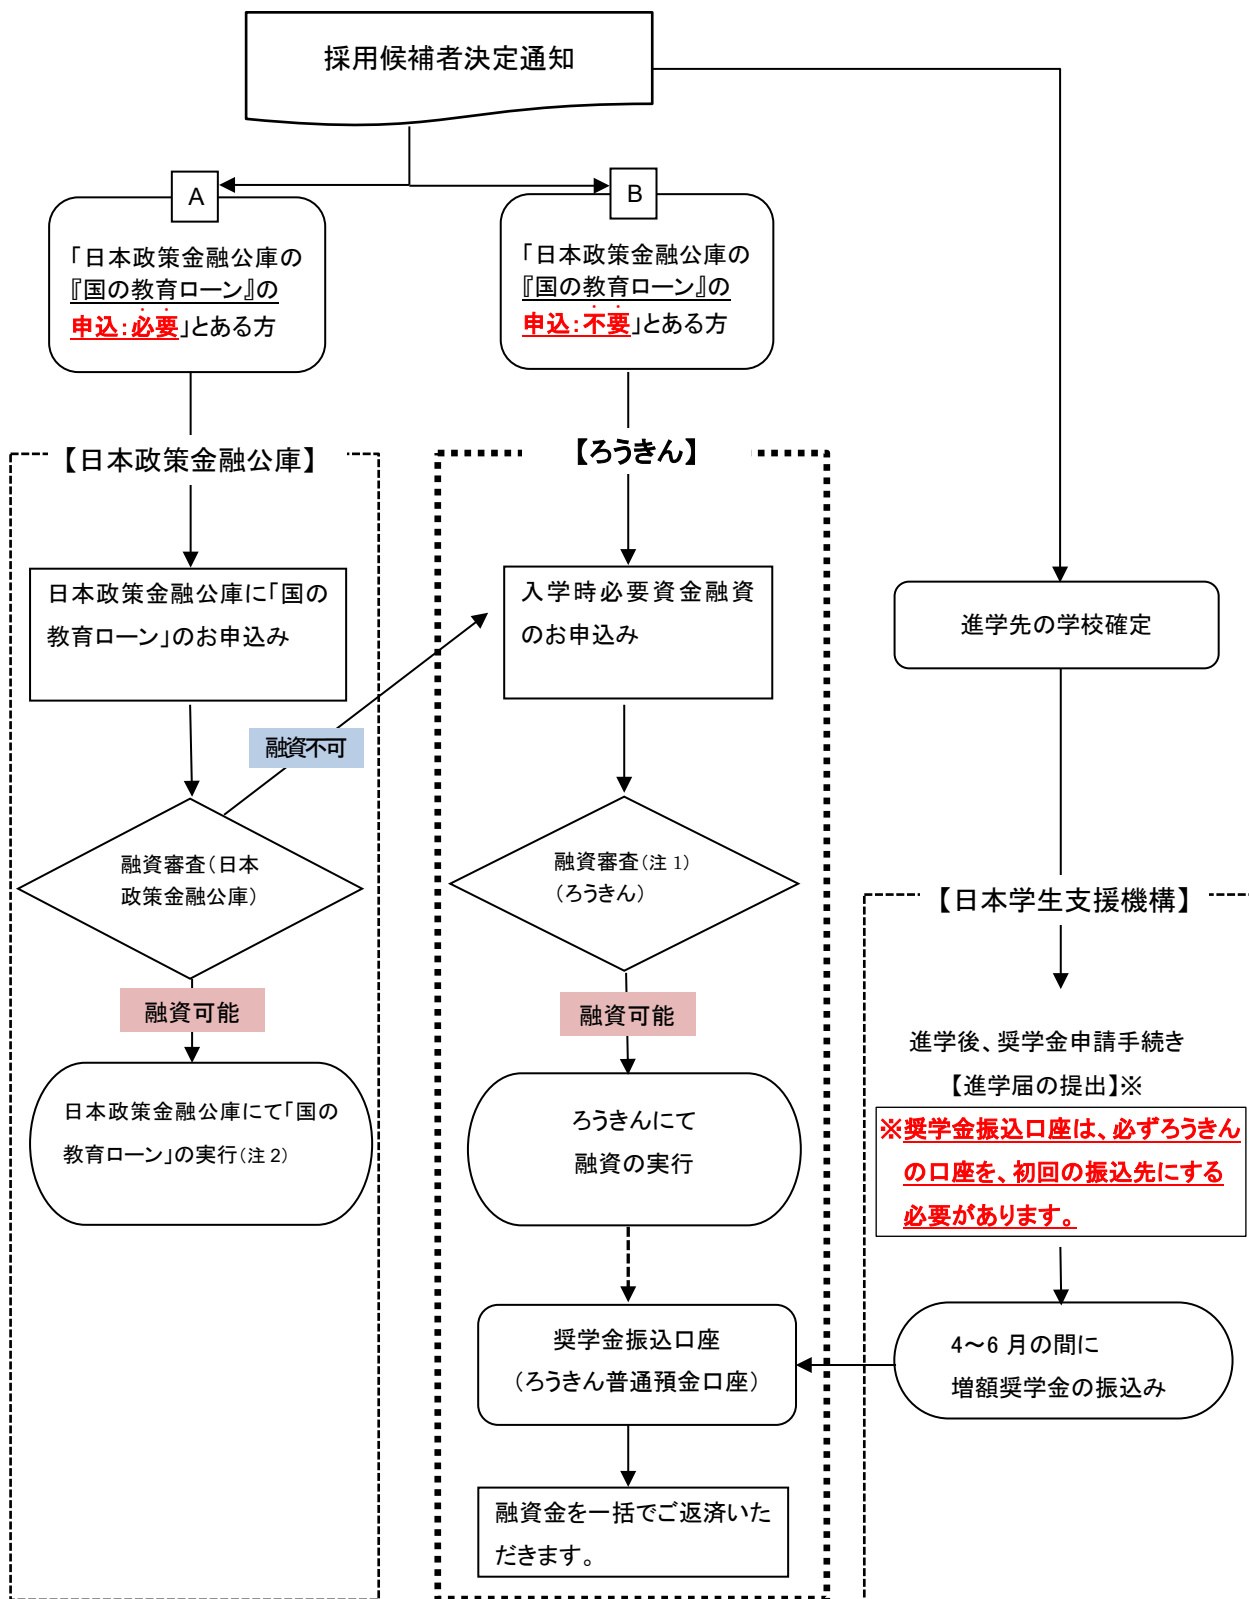 採用候補者決定通知
A
「日本政策金融公庫の
『国の教育ローン』の
申込：必要」とある方
B
「日本政策金融公庫の
『国の教育ローン』の
申込：不要」とある方
【日本政策金融公庫】
日本政策金融公庫に「国の
教育ローン」のお申込み
融資不可
融資審査（日本
政策金融公庫）
融資可能
日本政策金融公庫にて「国の
教育ローン」の実行（注 2）
【ろうきん】
入学時必要資金融資
のお申込み
融資審査（注 1）
（ろうきん）
融資可能
ろうきんにて
融資の実行
奨学金振込口座
（ろうきん普通預金口座）
融資金を一括でご返済いた
だきます。
進学先の学校確定
【日本学生支援機構】
進学後、奨学金申請手続き
【進学届の提出】※
※奨学金振込口座は、必ずろうきん
の口座を、初回の振込先にする
必要があります。
4～6 月の間に
増額奨学金の振込み